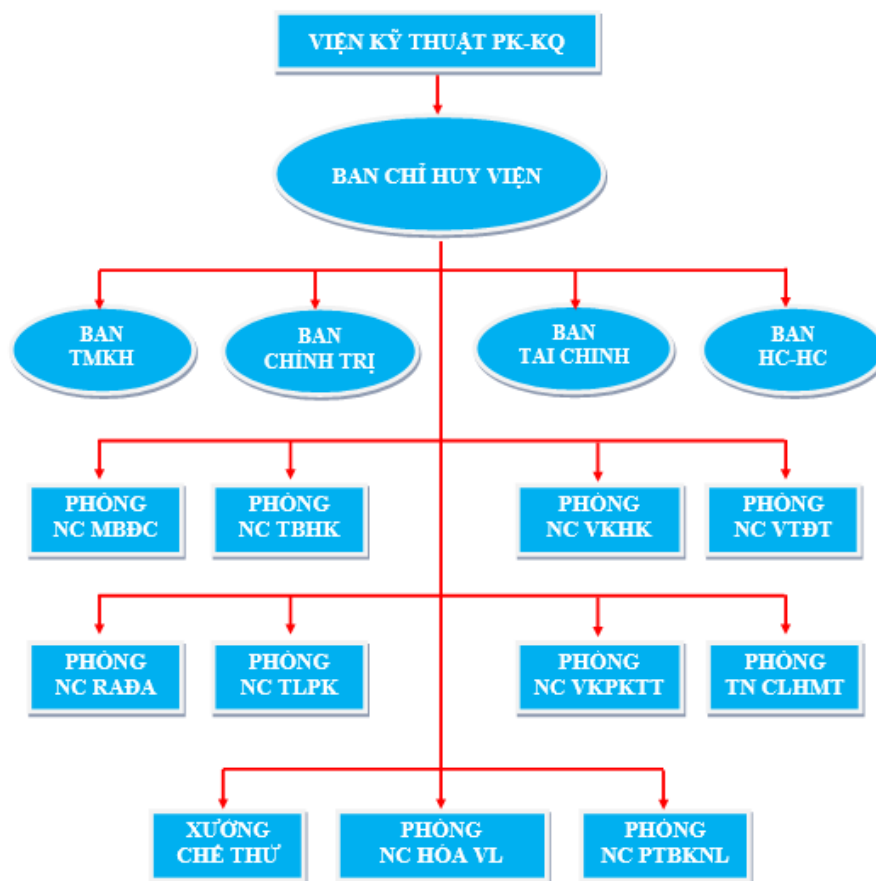 VIỆN KỸ THUẬT PK-KQ
BAN CHỈ HUY VIỆN
BAN
TMKH
BAN
CHÍNH TRỊ
BAN
TAI CHINH
BAN
HC-HC
PHÒNG
NC MBĐC
PHÒNG
NC TBHK
PHÒNG
NC VKHK
PHÒNG
NC VTĐT
PHÒNG
NC RAĐA
PHÒNG
NC TLPK
PHÒNG
NC VKPKTT
PHÒNG
TN CLHMT
XƯỞNG
CHẾ THỬ
PHÒNG
NC HÓA VL
PHÒNG
NC PTBKNL